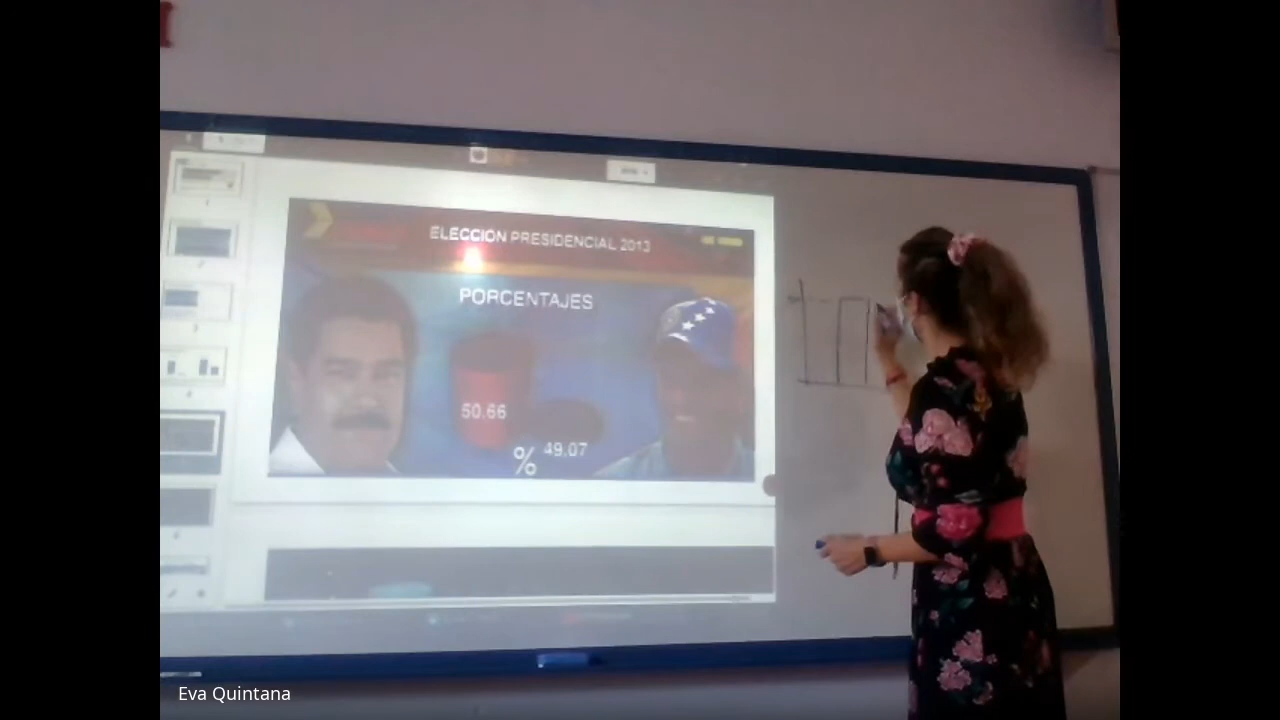 ELECCION PRESIDENCIAL 2013
PORCENTAJES
50.66
% 49.07
Eva Quintana